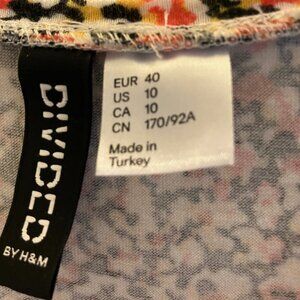 DIVIDED
BY H&M
EUR 40
US 10
CA 10
CN 170/92A
Made in
Turkey